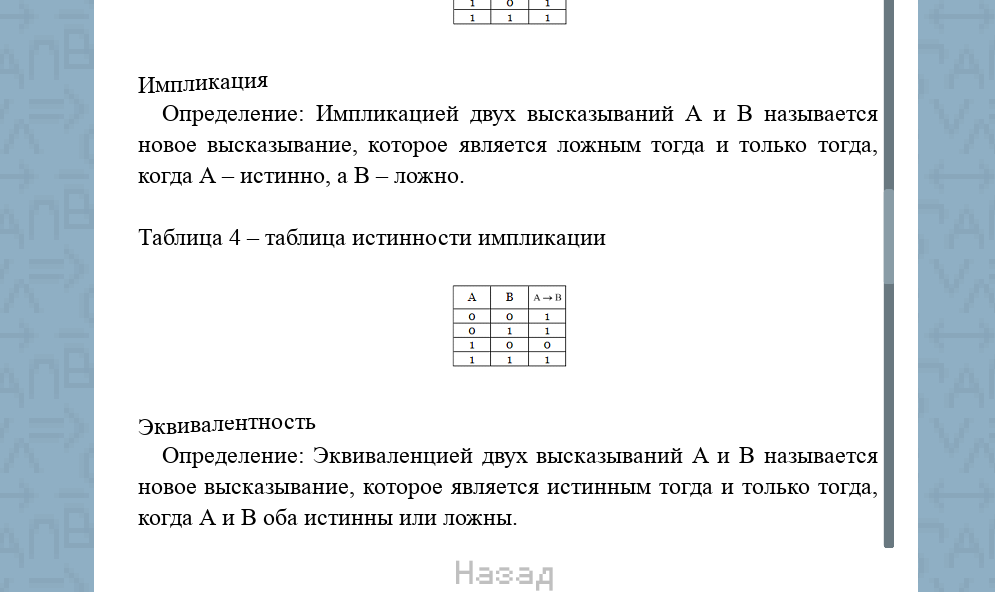 1 0 1
1 1 1
Импликация
Определение: Импликацией двух высказываний A и B называется
новое высказывание, которое является ложным тогда и только тогда,
когда A – истинно, а B – ложно.
Таблица 4 – таблица истинности импликации
A B A → B
0 0 1
0 1 1
1 0 0
1 1 1
Эквивалентность
Определение: Эквиваленцией двух высказываний A и B называется
новое высказывание, которое является истинным тогда и только тогда,
когда A и B оба истинны или ложны.
Назад